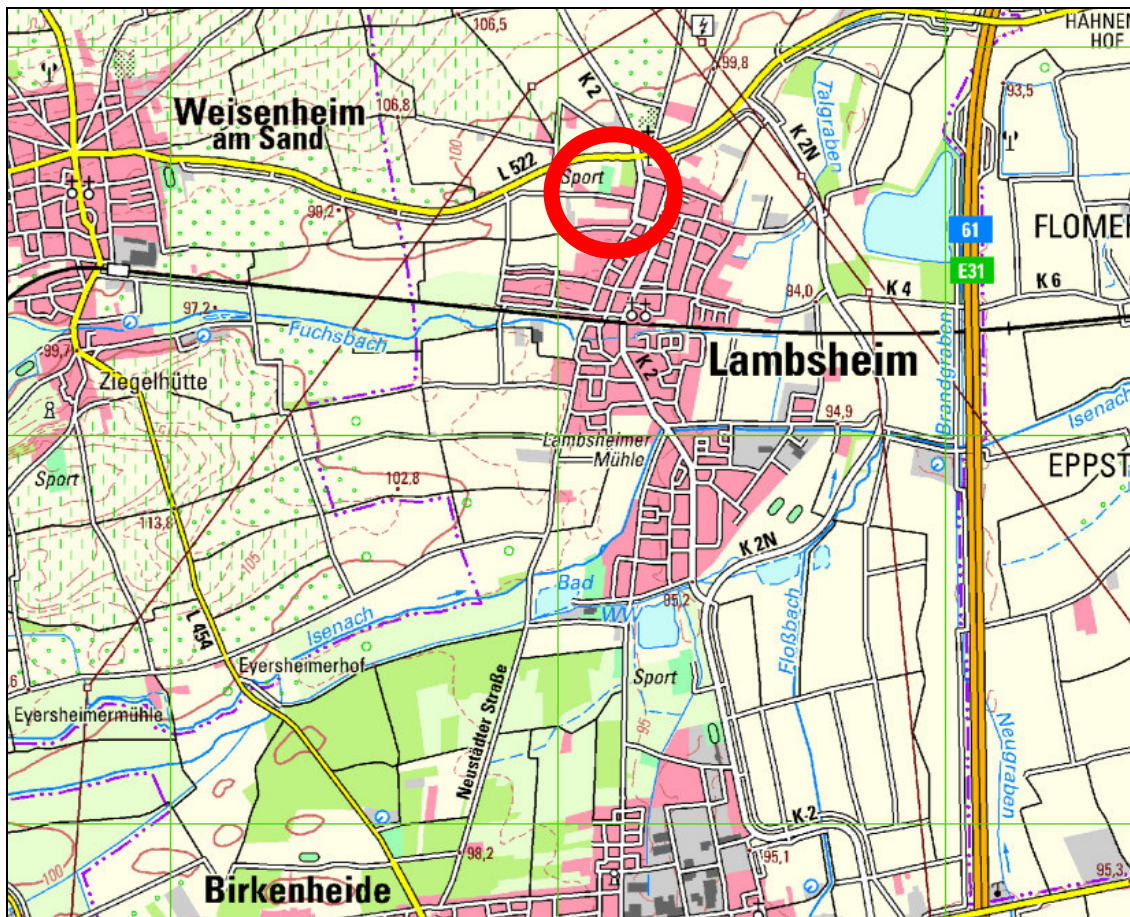 106,5
HAHNEN
HOF
K 2
99,8
Talgraben
93,5
Weisenheim
am Sand
106,8
100
K 2N
L 522
Sport
99,2
61
FLOMER
E31
K 4
K 6
94,0
97,2
Fuchsbach
99,7
Ziegelhütte
K 2
Lambsheim
Brandgraben
Isenach
94,9
Lambsheimer
Mühle
EPPST
Sport
102,8
113,8
105
K 2N
Bad
Isenach
WW
95,2
Floßbach
L 454
Eyersheimerhof
Sport
,6
Eyersheimermühle
Neustädter Straße
95
Neugraben
K 2
98,2
95,1
100
95,3
Birkenheide